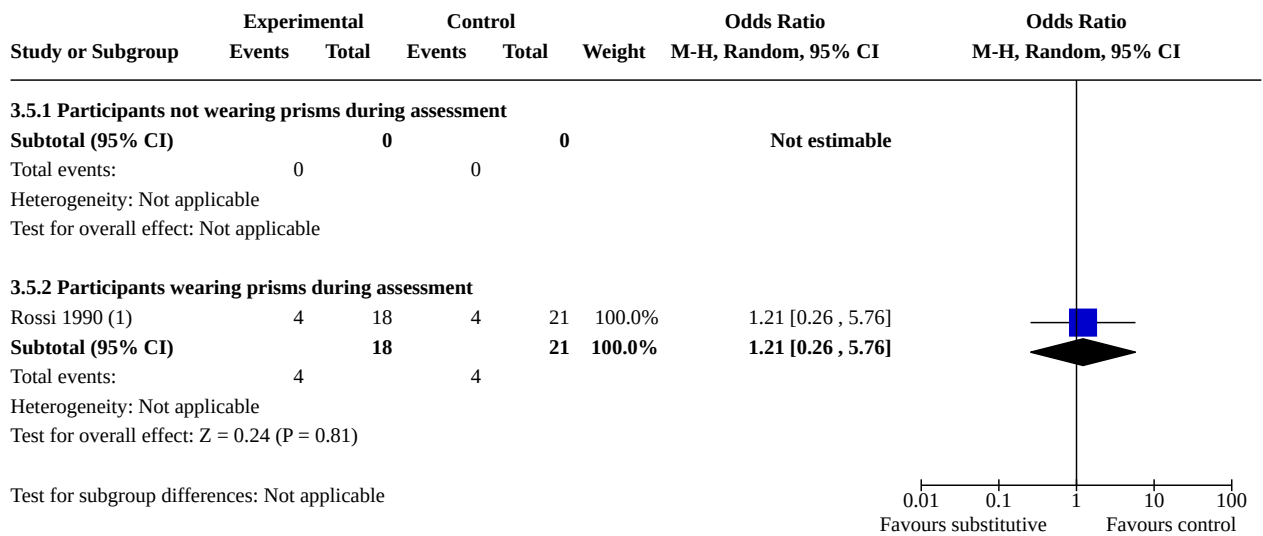 Experimental Control Odds Ratio Odds Ratio
Study or Subgroup Events Total Events Total Weight M-H, Random, 95% CI M-H, Random, 95% CI
3.5.1 Participants not wearing prisms during assessment
Subtotal (95% CI) 0 0 Not estimable
Total events: 0 0
Heterogeneity: Not applicable
Test for overall effect: Not applicable
3.5.2 Participants wearing prisms during assessment
Rossi 1990 (1) 4 18 4 21 100.0% 1.21 [0.26 , 5.76]
Subtotal (95% CI) 18 21 100.0% 1.21 [0.26 , 5.76]
Total events: 4 4
Heterogeneity: Not applicable
Test for overall effect: Z = 0.24 (P = 0.81)
Test for subgroup differences: Not applicable
0.01 0.1 1 10 100
Favours substitutive Favours control